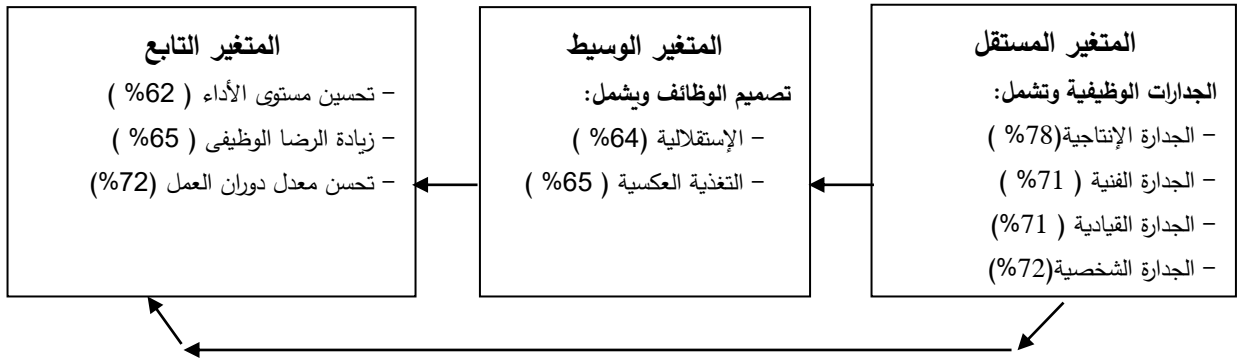 المتغير المستقل
الجدارات الوظيفية وتشمل:
- الجدارة الإنتاجية(78% )
- الجدارة الفنية ( 71% )
- الجدارة القيادية ( 71%)
- الجدارة الشخصية(72%)
المتغير الوسيط
تصميم الوظائف ويشمل:
- الإستقلالية (64% )
- التغذية العكسية ( 65% )
المتغير التابع
- تحسين مستوى الأداء ( 62% )
- زيادة الرضا الوظيفى ( 65% )
- تحسن معدل دوران العمل (72%)